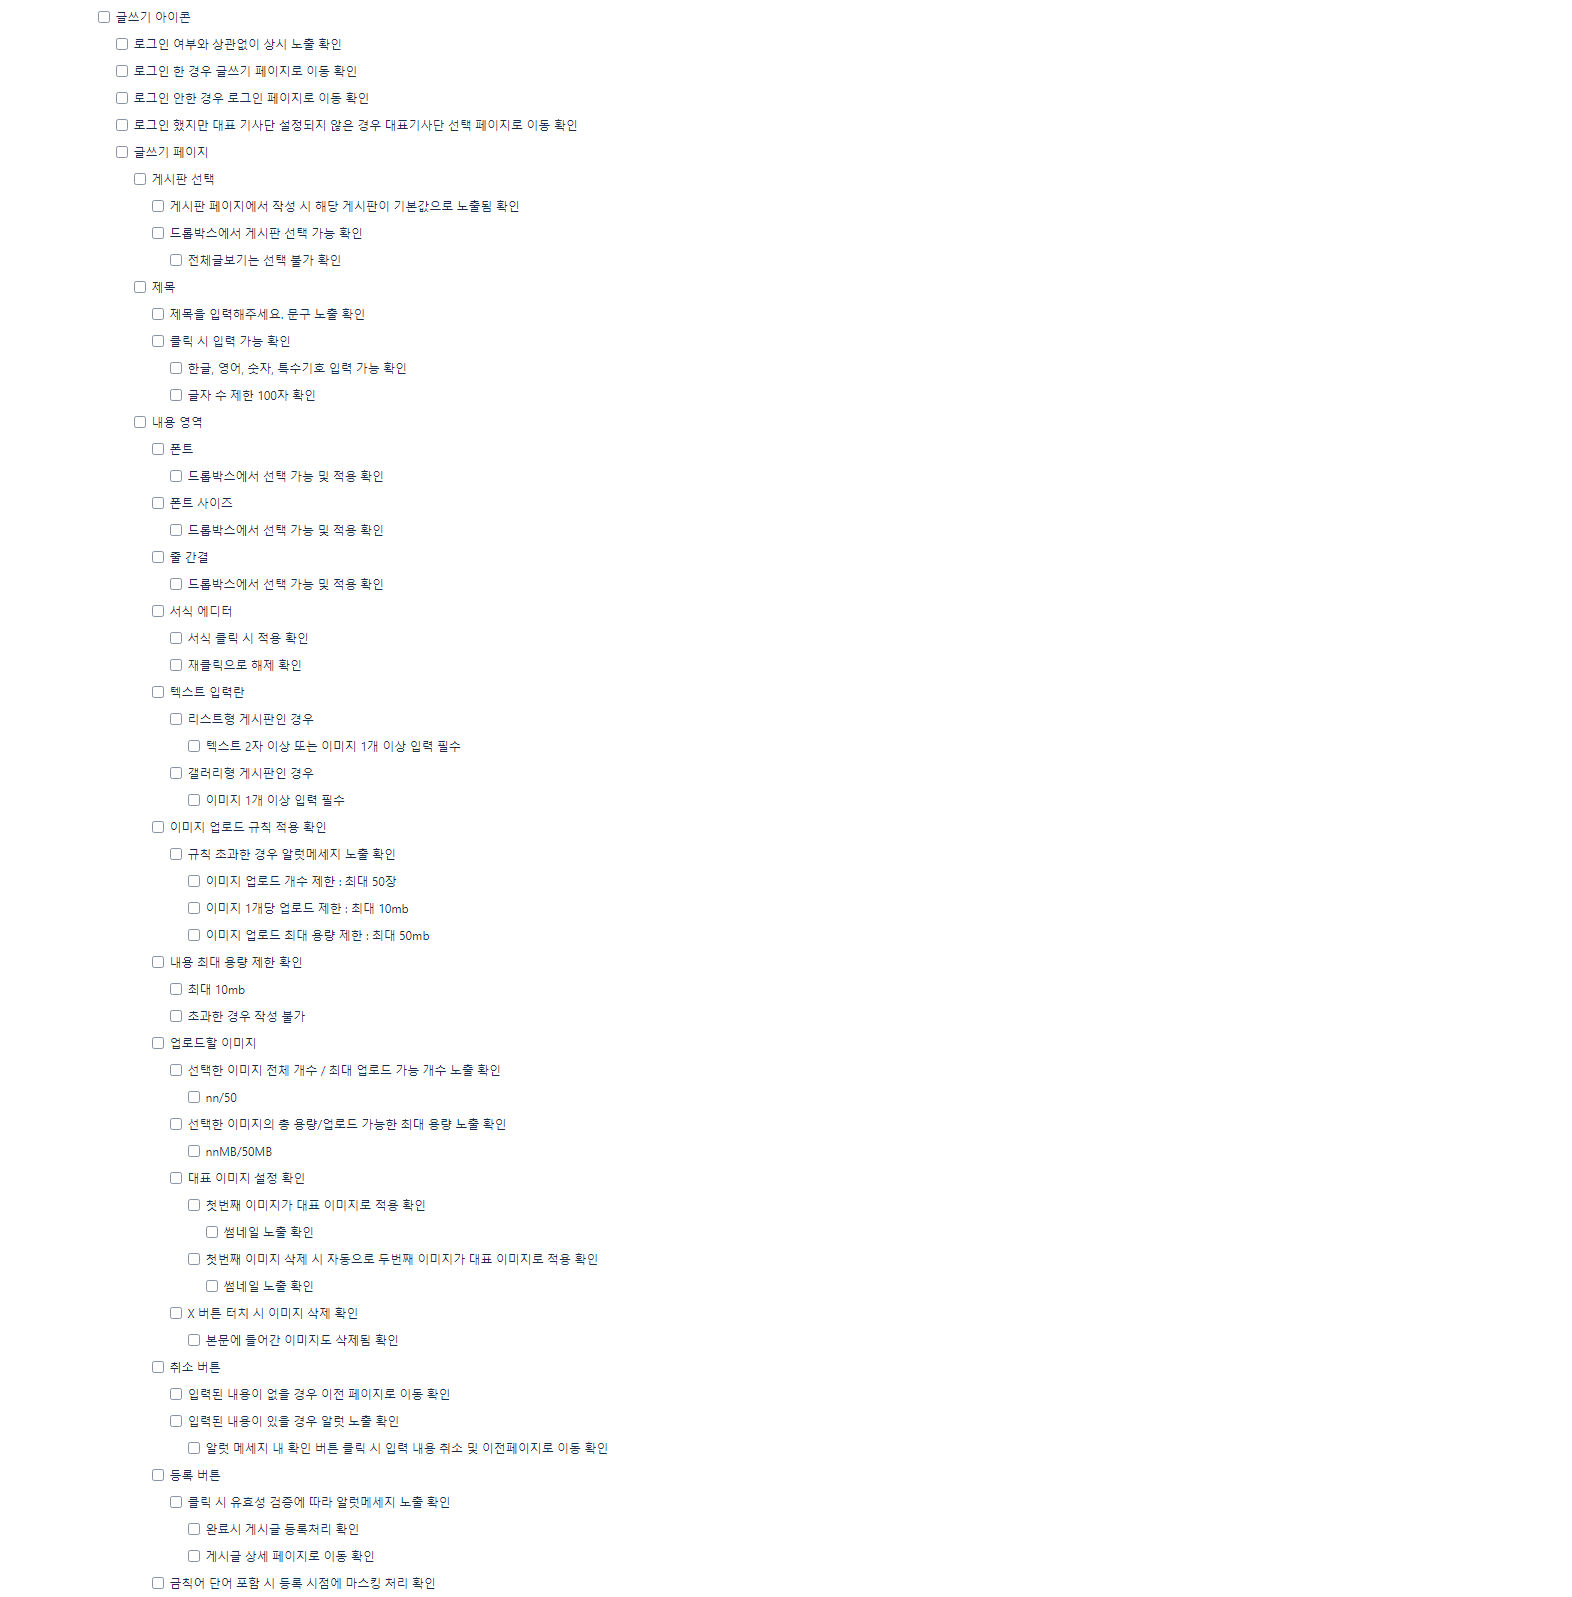 글쓰기 아이콘
로그인 여부와 상관없이 상시 노출 확인
로그인 한 경우 글쓰기 페이지로 이동 확인
로그인 안한 경우 로그인 페이지로 이동 확인
로그인 했지만 대표 기사단 설정되지 않은 경우 대표기사단 선택 페이지로 이동 확인
글쓰기 페이지
게시판 선택
게시판 페이지에서 작성 시 해당 게시판이 기본값으로 노출됨 확인
드롭박스에서 게시판 선택 가능 확인
전체글보기는 선택 불가 확인
제목
제목을 입력해주세요. 문구 노출 확인
클릭 시 입력 가능 확인
한글, 영어, 숫자, 특수기호 입력 가능 확인
글자 수 제한 100자 확인
내용 영역
폰트
드롭박스에서 선택 가능 및 적용 확인
폰트 사이즈
드롭박스에서 선택 가능 및 적용 확인
줄 간결
드롭박스에서 선택 가능 및 적용 확인
서식 에디터
서식 클릭 시 적용 확인
재클릭으로 해제 확인
텍스트 입력란
리스트형 게시판인 경우
텍스트 2자 이상 또는 이미지 1개 이상 입력 필수
갤러리형 게시판인 경우
이미지 1개 이상 입력 필수
이미지 업로드 규칙 적용 확인
규칙 초과한 경우 알럿메세지 노출 확인
이미지 업로드 개수 제한 : 최대 50장
이미지 1개당 업로드 제한 : 최대 10mb
이미지 업로드 최대 용량 제한 : 최대 50mb
내용 최대 용량 제한 확인
최대 10mb
초과한 경우 작성 불가
업로드할 이미지
선택한 이미지 전체 개수 / 최대 업로드 가능 개수 노출 확인
nn/50
선택한 이미지의 총 용량/업로드 가능한 최대 용량 노출 확인
nnMB/50MB
대표 이미지 설정 확인
첫번째 이미지가 대표 이미지로 적용 확인
썸네일 노출 확인
첫번째 이미지 삭제 시 자동으로 두번째 이미지가 대표 이미지로 적용 확인
썸네일 노출 확인
X 버튼 터치 시 이미지 삭제 확인
본문에 들어간 이미지도 삭제됨 확인
취소 버튼
입력된 내용이 없을 경우 이전 페이지로 이동 확인
입력된 내용이 있을 경우 알럿 노출 확인
알럿 메세지 내 확인 버튼 클릭 시 입력 내용 취소 및 이전페이지로 이동 확인
등록 버튼
클릭 시 유효성 검증에 따라 알럿메세지 노출 확인
완료시 게시글 등록처리 확인
게시글 상세 페이지로 이동 확인
금칙어 단어 포함 시 등록 시점에 마스킹 처리 확인